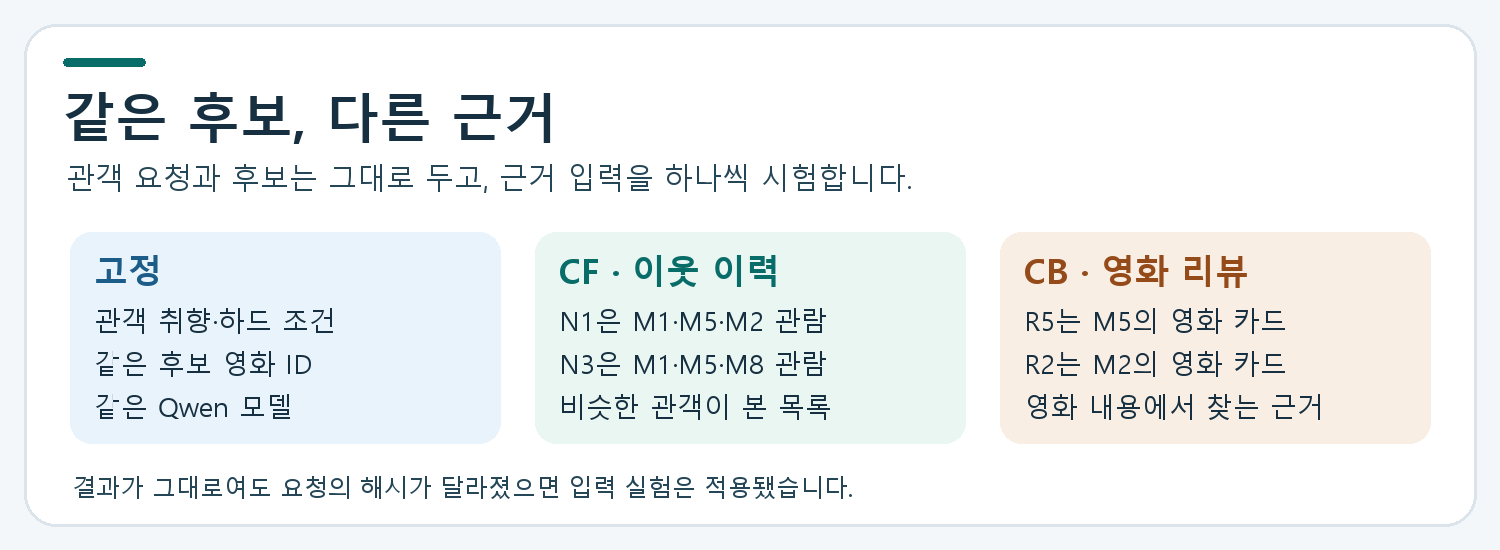 같은 후보, 다른 근거
관객 요청과 후보는 그대로 두고, 근거 입력을 하나씩 시험합니다.
고정
관객 취향·하드 조건
같은 후보 영화 ID
같은 Qwen 모델
CF · 이웃 이력
N1은 M1·M5·M2 관람
N3은 M1·M5·M8 관람
비슷한 관객이 본 목록
CB · 영화 리뷰
R5는 M5의 영화 카드
R2는 M2의 영화 카드
영화 내용에서 찾는 근거
결과가 그대로여도 요청의 해시가 달라졌으면 입력 실험은 적용됐습니다.